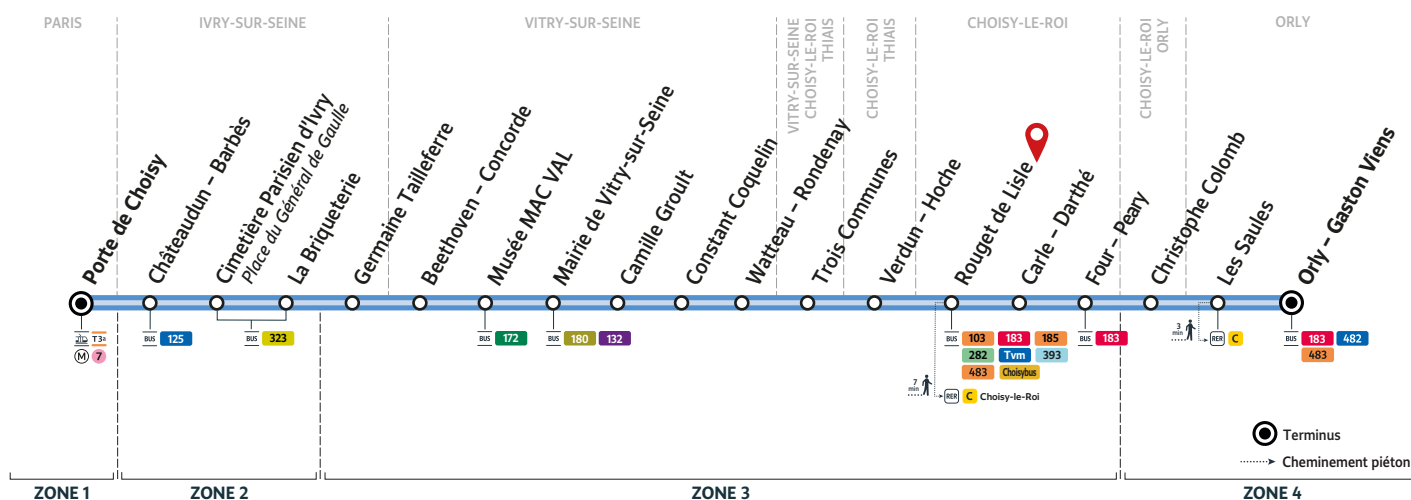 PARIS
IVRY-SUR-SEINE
VITRY-SUR-SEINE
VITRY-SUR-SEINE
CHOISY-LE-ROI
THIAIS
CHOISY-LE-ROI
THIAIS
CHOISY-LE-ROI
CHOISY-LE-ROI
ORLY
ORLY
Porte de Choisy
Châteaudun – Barbès
Cimetière Parisien d'Ivry
Place du Général de Gaulle
La Briqueterie
Germaine Tailleferre
Beethoven – Concorde
Musée MAC VAL
Mairie de Vitry-sur-Seine
Camille Groult
Constant Coquelin
Watteau – Rondenay
Trois Communes
Verdun – Hoche
Rouget de Lisle
Carle – Darthé
Four – Peary
Christophe Colomb
Les Saules
Orly – Gaston Viens
T3a
M 7
BUS 125
BUS 323
BUS 172
BUS 180 132
BUS 103 183 185
282 Tvm 393
483 Choisybus
7 min
RER C Choisy-le-Roi
BUS 183
3 min
RER C
BUS 183 482
483
Terminus
Cheminement piéton
ZONE 1
ZONE 2
ZONE 3
ZONE 4